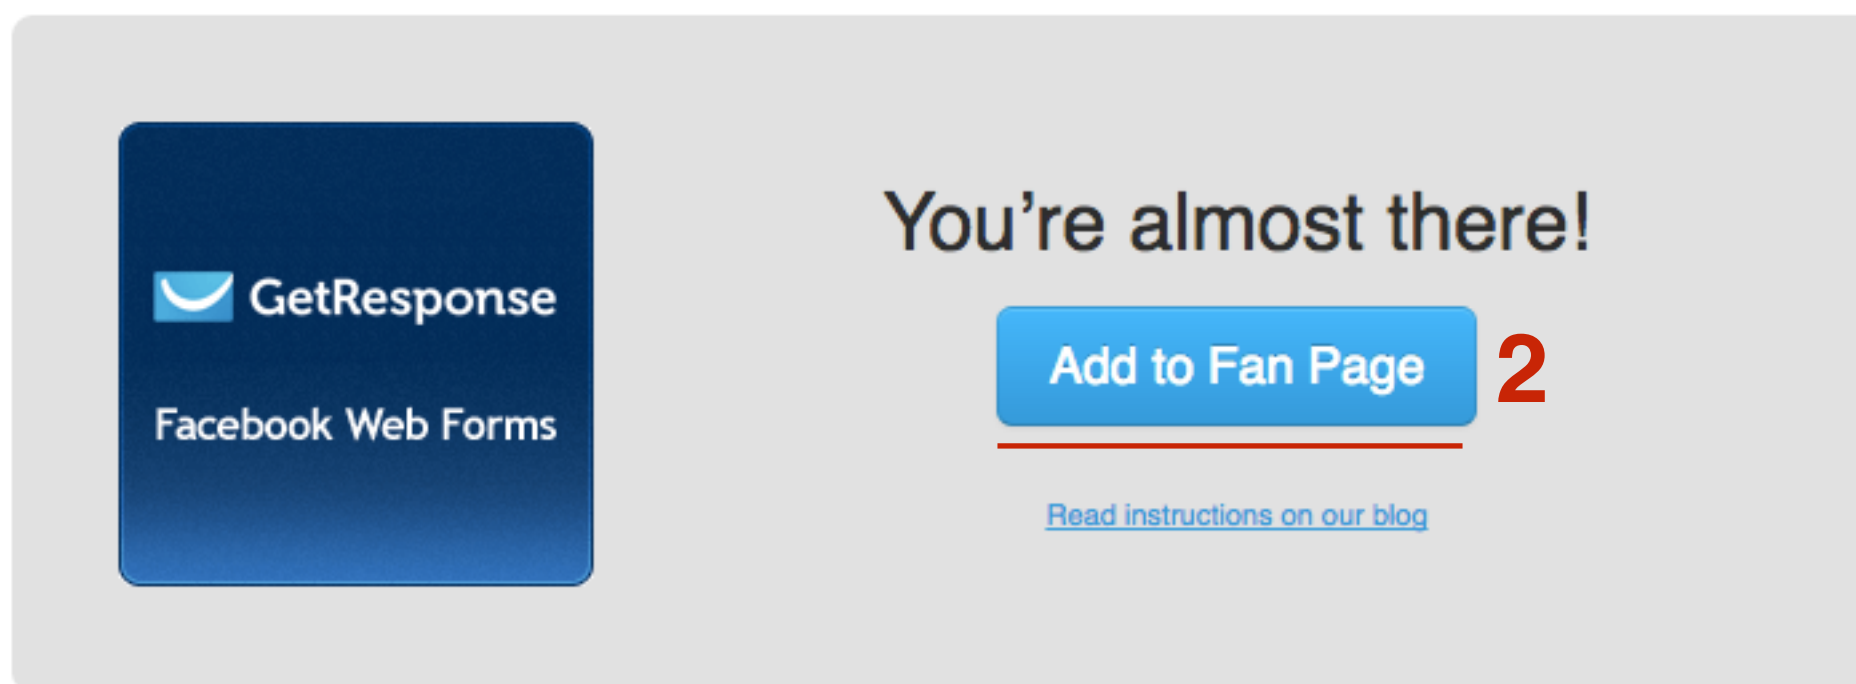 GetResponse
Facebook Web Forms
You're almost there!
Add to Fan Page
2
Read instructions on our blog